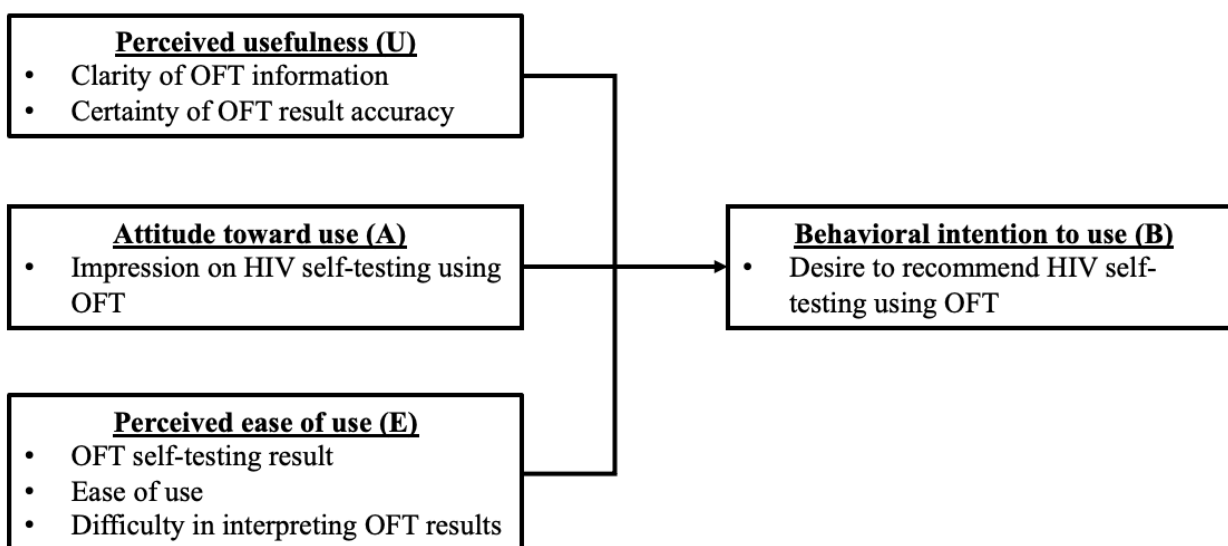 Perceived usefulness (U)
• Clarity of OFT information
• Certainty of OFT result accuracy
Attitude toward use (A)
• Impression on HIV self-testing using
OFT
Behavioral intention to use (B)
• Desire to recommend HIV self-
testing using OFT
Perceived ease of use (E)
• OFT self-testing result
• Ease of use
• Difficulty in interpreting OFT results